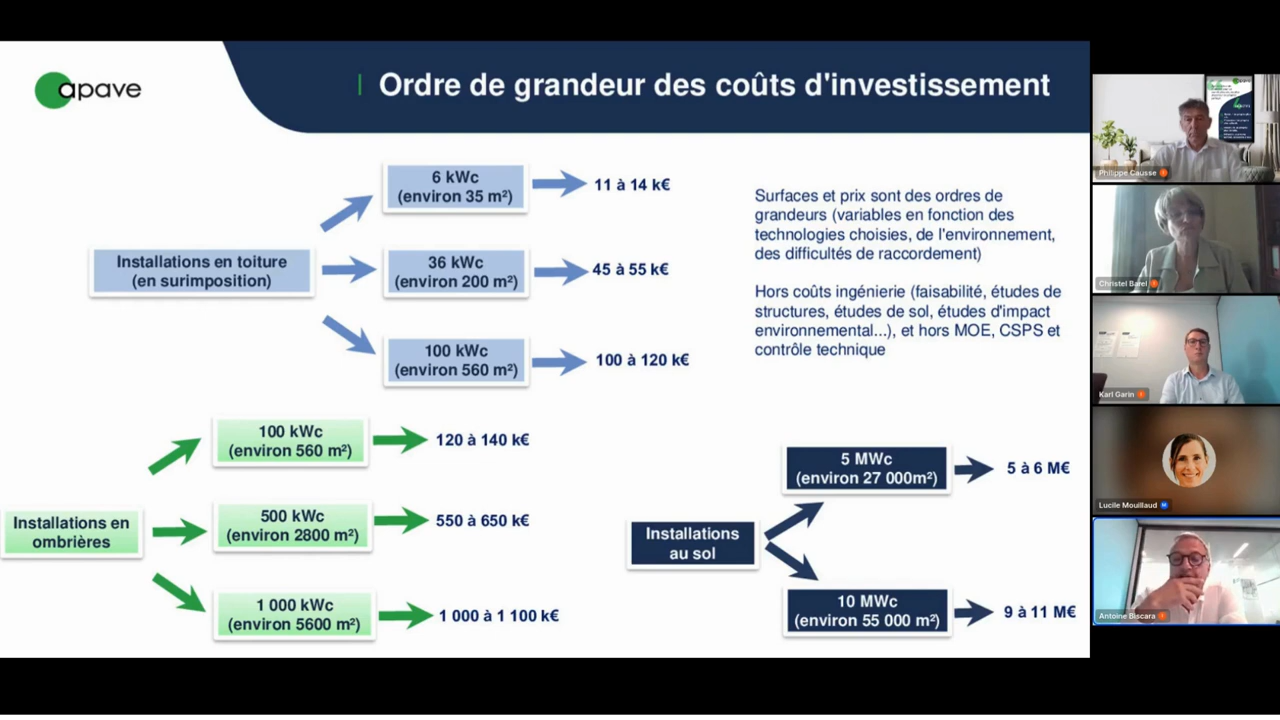 apave
Ordre de grandeur des coûts d'investissement
6 kWc
(environ 35 m²)
11 à 14 k€
Installations en toiture
(en surimposition)
36 kWc
(environ 200 m²)
45 à 55 k€
100 kWc
(environ 560 m²)
100 à 120 k€
Surfaces et prix sont des ordres de
grandeurs (variables en fonction des
technologies choisies, de l'environnement,
des difficultés de raccordement)
Hors coûts ingénierie (faisabilité, études de
structures, études de sol, études d'impact
environnemental...), et hors MOE, CSPS et
contrôle technique
100 kWc
(environ 560 m²)
120 à 140 k€
Installations en
ombrières
500 kWc
(environ 2800 m²)
550 à 650 k€
1 000 kWc
(environ 5600 m²)
1 000 à 1 100 k€
Installations
au sol
5 MWc
(environ 27 000m²)
5 à 6 M€
10 MWc
(environ 55 000 m²)
9 à 11 M€
Philippe Causse
Christel Barel
Karl Garin
Lucile Mouillaud
Antoine Biscara